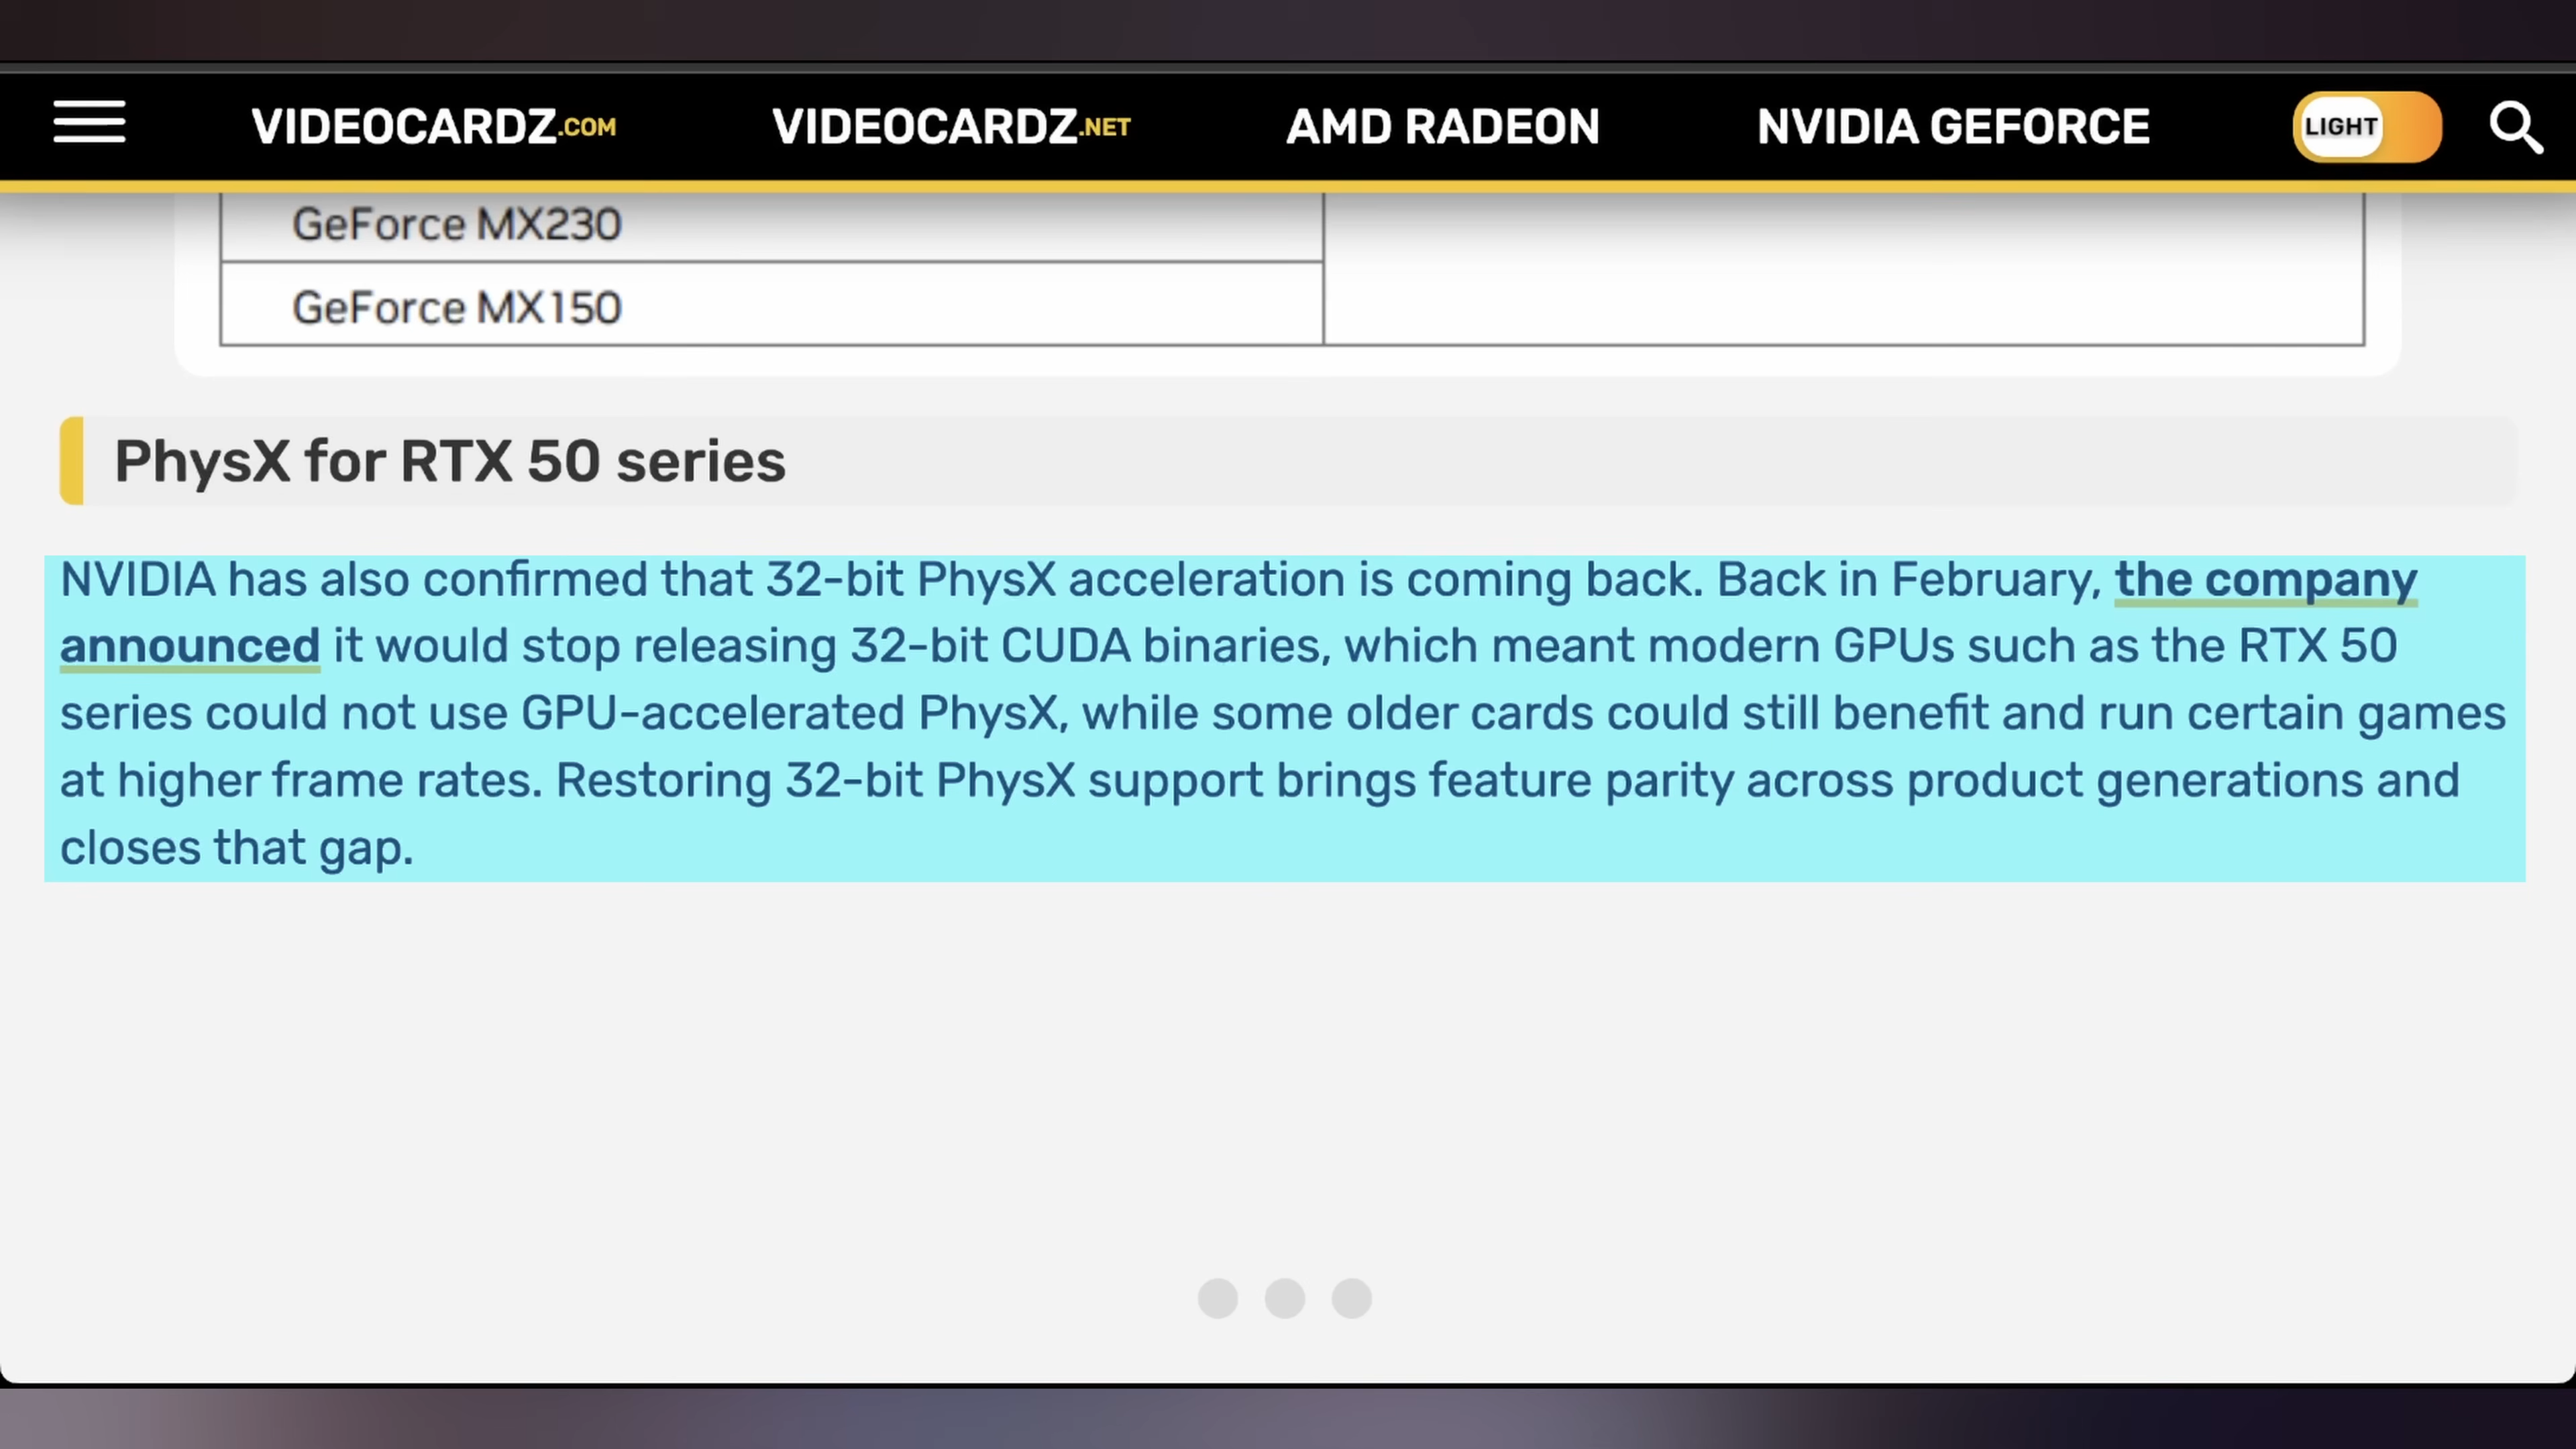 VIDEOCARDZ.COM VIDEOCARDZ.NET AMD RADEON NVIDIA GEFORCE LIGHT
GeForce MX230
GeForce MX150
PhysX for RTX 50 series
NVIDIA has also confirmed that 32-bit PhysX acceleration is coming back. Back in February, the company
announced it would stop releasing 32-bit CUDA binaries, which meant modern GPUs such as the RTX 50
series could not use GPU-accelerated PhysX, while some older cards could still benefit and run certain games
at higher frame rates. Restoring 32-bit PhysX support brings feature parity across product generations and
closes that gap.